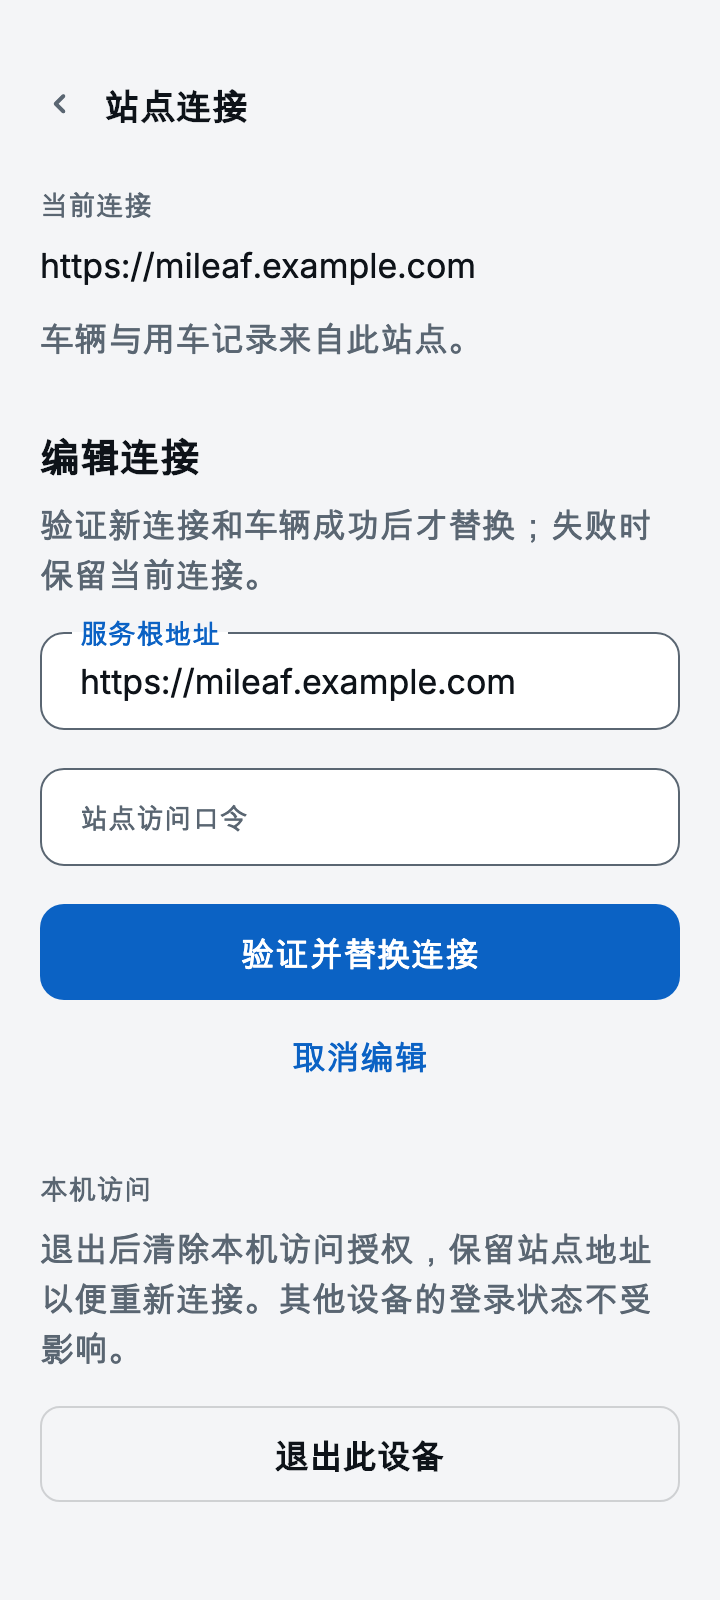 站点连接
当前连接
https://mileaf.example.com
车辆与用车记录来自此站点。
编辑连接
验证新连接和车辆成功后才替换；失败时
保留当前连接。
服务根地址
https://mileaf.example.com
站点访问口令
验证并替换连接
取消编辑
本机访问
退出后清除本机访问授权，保留站点地址
以便重新连接。其他设备的登录状态不受
影响。
退出此设备